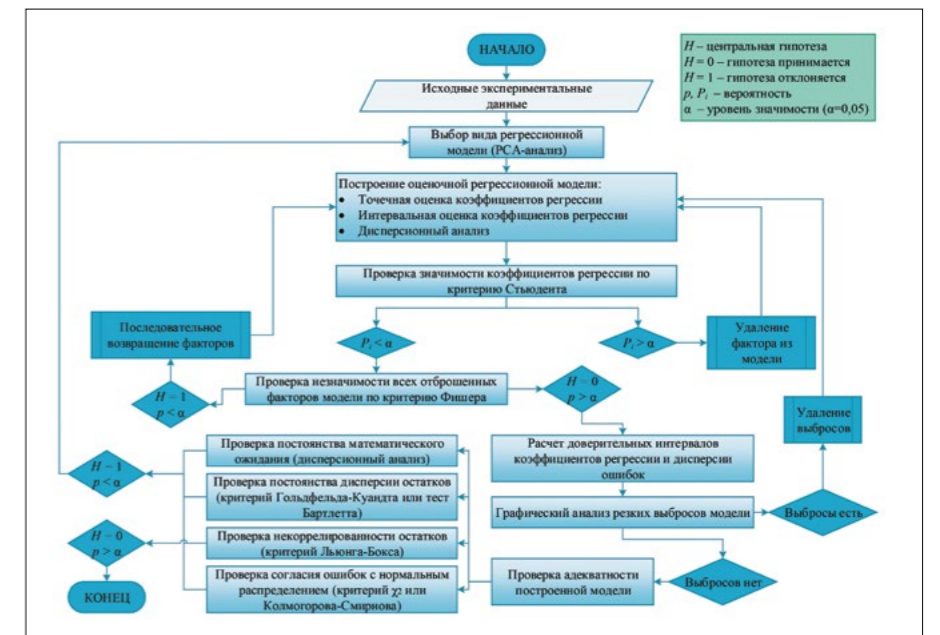 НАЧАЛО
H – центральная гипотеза
H = 0 – гипотеза принимается
H = 1 – гипотеза отклоняется
p, Pi – вероятность
α – уровень значимости (α=0,05)
Исходные экспериментальные
данные
Выбор вида регрессионной
модели (PCA-анализ)
Построение оценочной регрессионной модели:
• Точечная оценка коэффициентов регрессии
• Интервальная оценка коэффициентов регрессии
• Дисперсионный анализ
Проверка значимости коэффициентов регрессии по
критерию Стьюдента
Последовательное
возвращение факторов
Pi < α
Pi > α
Удаление
фактора из
модели
H = 1
p < α
Проверка незначимости всех отброшенных
факторов модели по критерию Фишера
H = 0
p > α
Удаление
выбросов
Проверка постоянства математического
ожидания (дисперсионный анализ)
Расчет доверительных интервалов
коэффициентов регрессии и дисперсии
ошибок
H = 1
p < α
Проверка постоянства дисперсии остатков
(критерий Гольдфельда-Куандта или тест
Бартлетта)
Графический анализ резких выбросов модели
Выбросы есть
H = 0
p > α
Проверка некоррелированности остатков
(критерий Льюнга-Бокса)
Проверка согласия ошибок с нормальным
распределением (критерий χ2 или
Колмогорова-Смирнова)
Проверка адекватности
построенной модели
Выбросов нет
КОНЕЦ